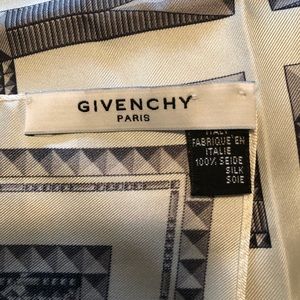 GIVENCHY
PARIS
ITALY
FABRIQUE EN
ITALIE
100% SEIDE
SILK
SOIE